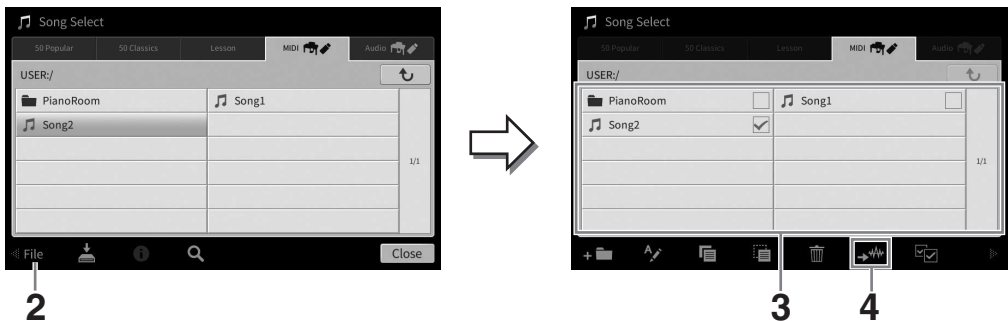 Song Select
50 Popular 50 Classics Lesson MIDI Audio
USER:/
PianoRoom Song1
Song2
1/1
File Close
2
Song Select
50 Popular 50 Classics Lesson MIDI Audio
USER:/
PianoRoom Song1
Song2
1/1
3 4